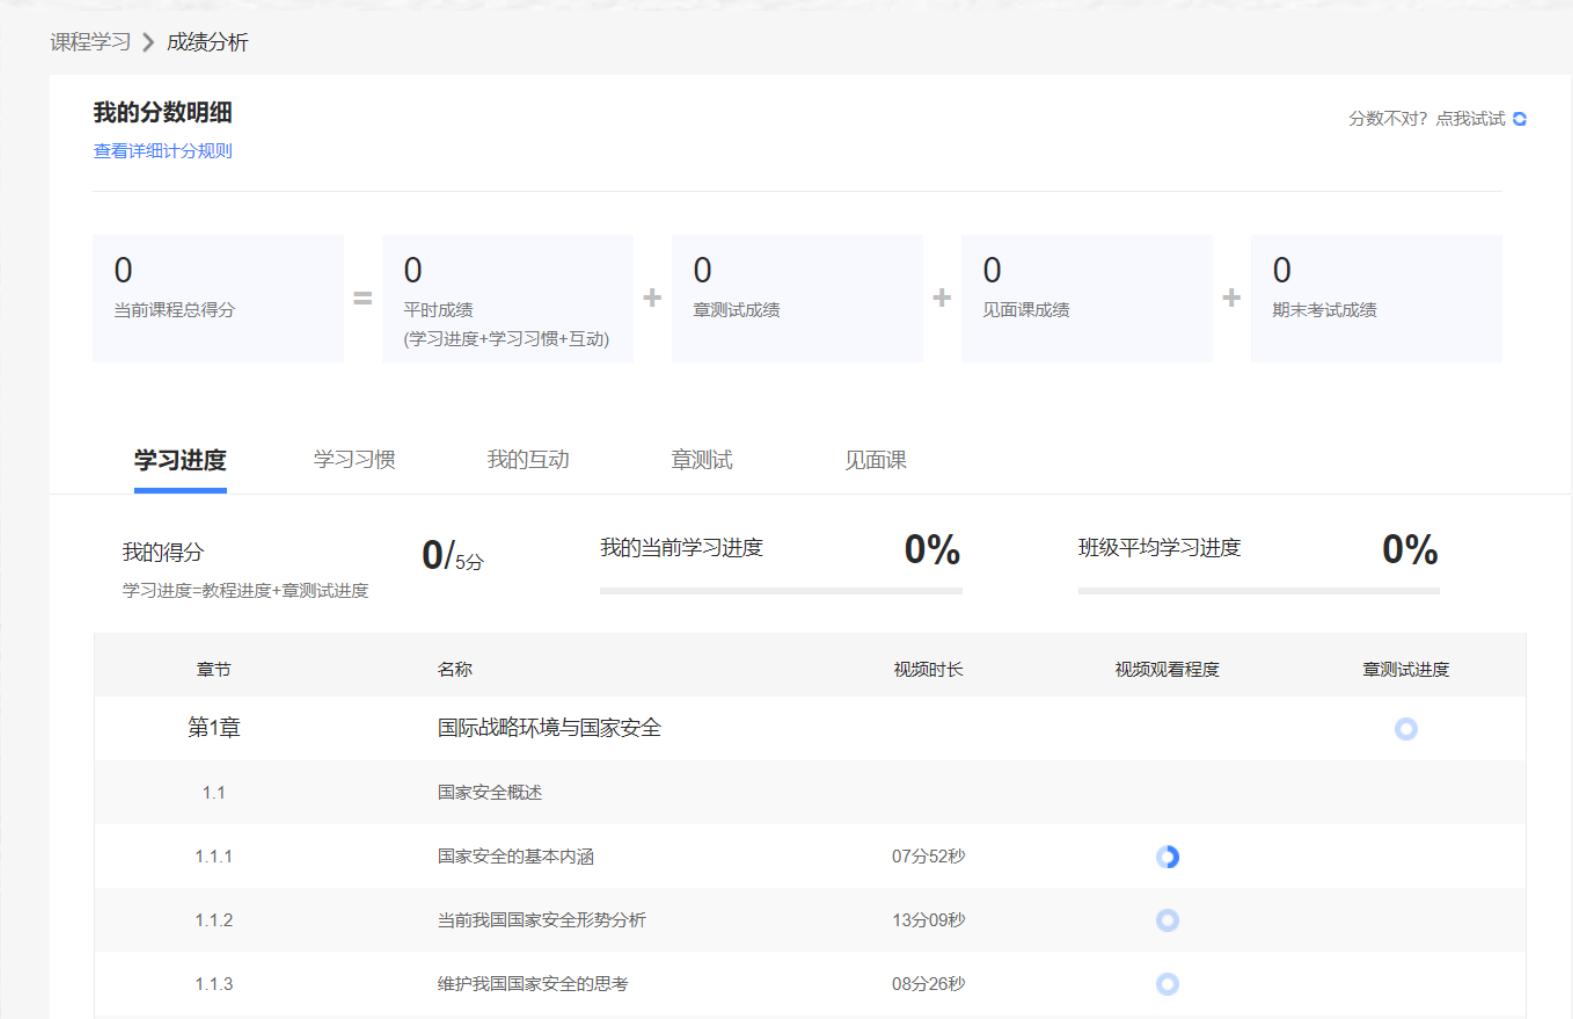 课程学习 > 成绩分析
我的分数明细
分数不对？点我试试
查看详细计分规则
0
当前课程总得分
=
0
平时成绩
(学习进度+学习习惯+互动)
+
0
章测试成绩
+
0
见面课成绩
+
0
期末考试成绩
学习进度 学习习惯 我的互动 章测试 见面课
我的得分 0/5分
学习进度=教程进度+章测试进度
我的当前学习进度 0%
班级平均学习进度 0%
章节 名称 视频时长 视频观看程度 章测试进度
第1章 国际战略环境与国家安全
1.1 国家安全概述
1.1.1 国家安全的基本内涵 07分52秒
1.1.2 当前我国国家安全形势分析 13分09秒
1.1.3 维护我国国家安全的思考 08分26秒